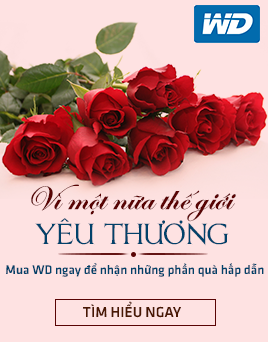 WD
Vì một nửa thế giới
YÊU THƯƠNG
Mua WD ngay để nhận những phần quà hấp dẫn
TÌM HIỂU NGAY